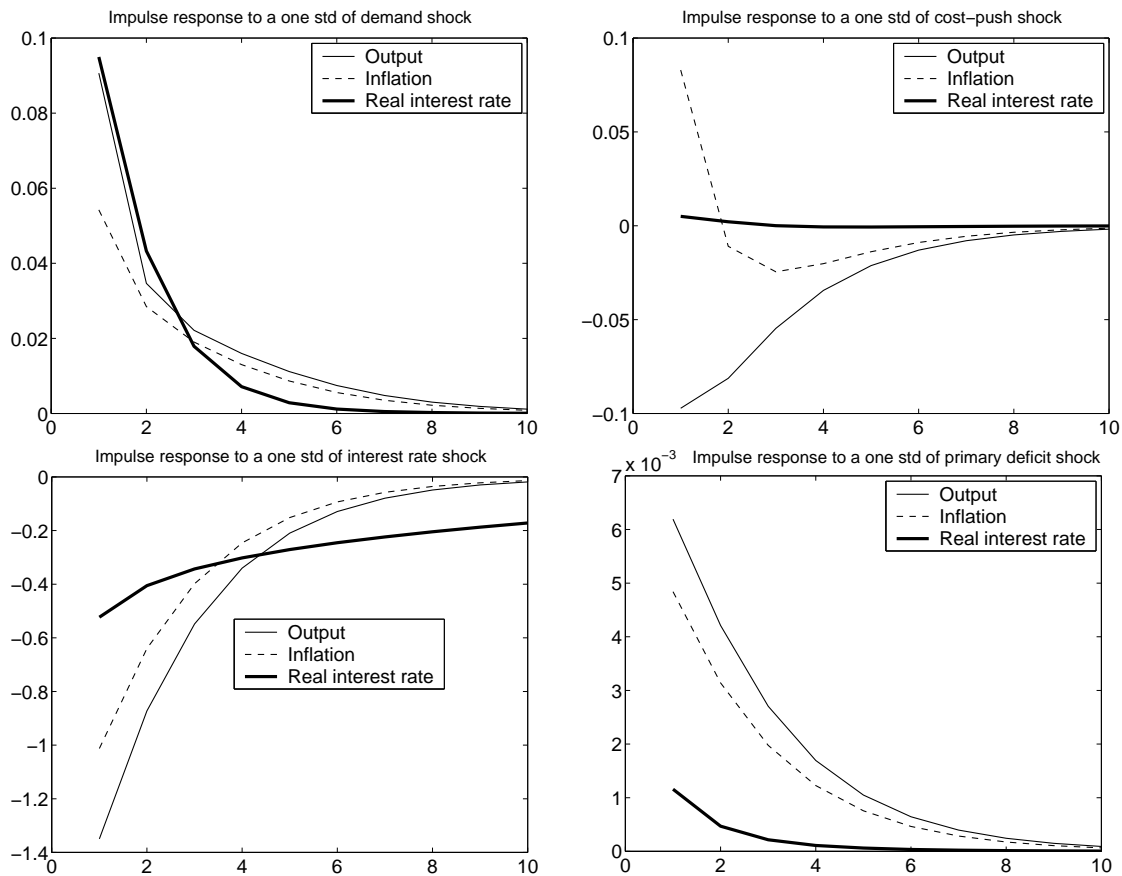 Impulse response to a one std of demand shock
0.1
0.08
0.06
0.04
0.02
0
0 2 4 6 8 10
Output
Inflation
Real interest rate
Impulse response to a one std of cost−push shock
0.1
0.05
0
−0.05
−0.1
0 2 4 6 8 10
Output
Inflation
Real interest rate
Impulse response to a one std of interest rate shock
0
−0.2
−0.4
−0.6
−0.8
−1
−1.2
−1.4
0 2 4 6 8 10
Output
Inflation
Real interest rate
x 10−3 Impulse response to a one std of primary deficit shock
7
6
5
4
3
2
1
0
0 2 4 6 8 10
Output
Inflation
Real interest rate